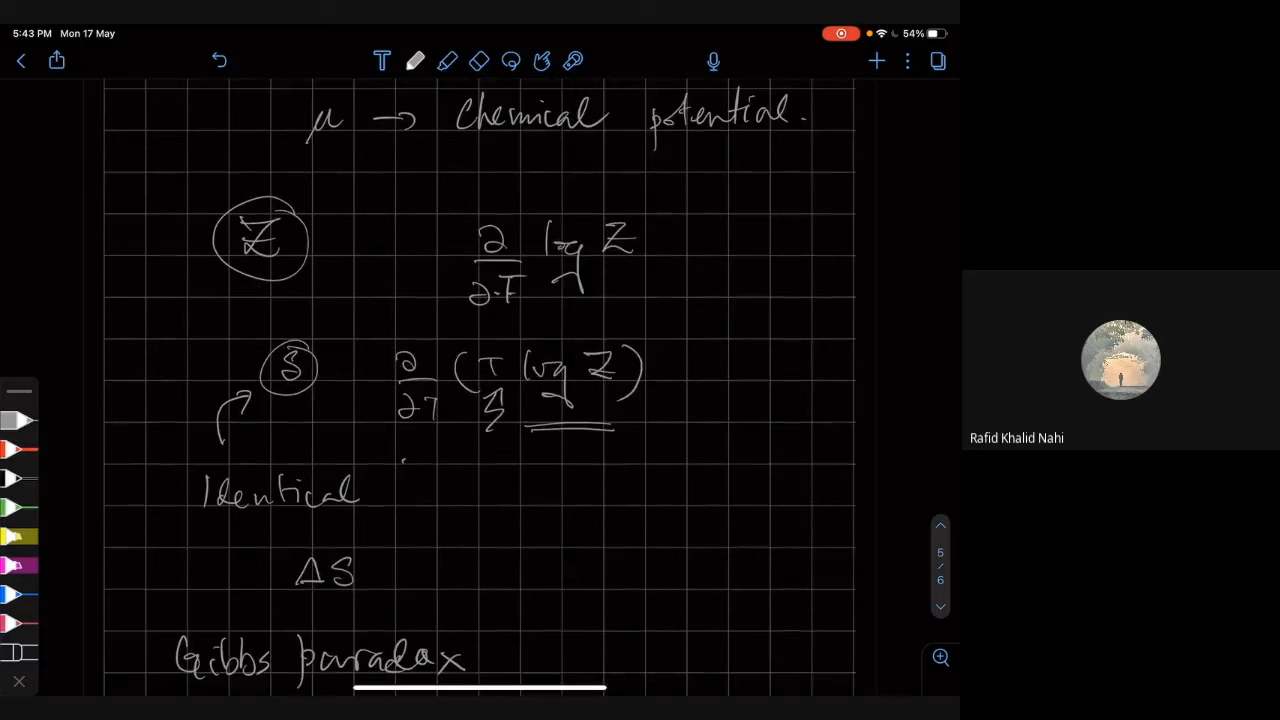 5:43 PM Mon 17 May
54%
T
μ → Chemical potential.
Z
∂/∂T log Z
S ∂/∂T (T log Z)
Identical
ΔS
Gibbs paradox
5
/
6
Rafid Khalid Nahi